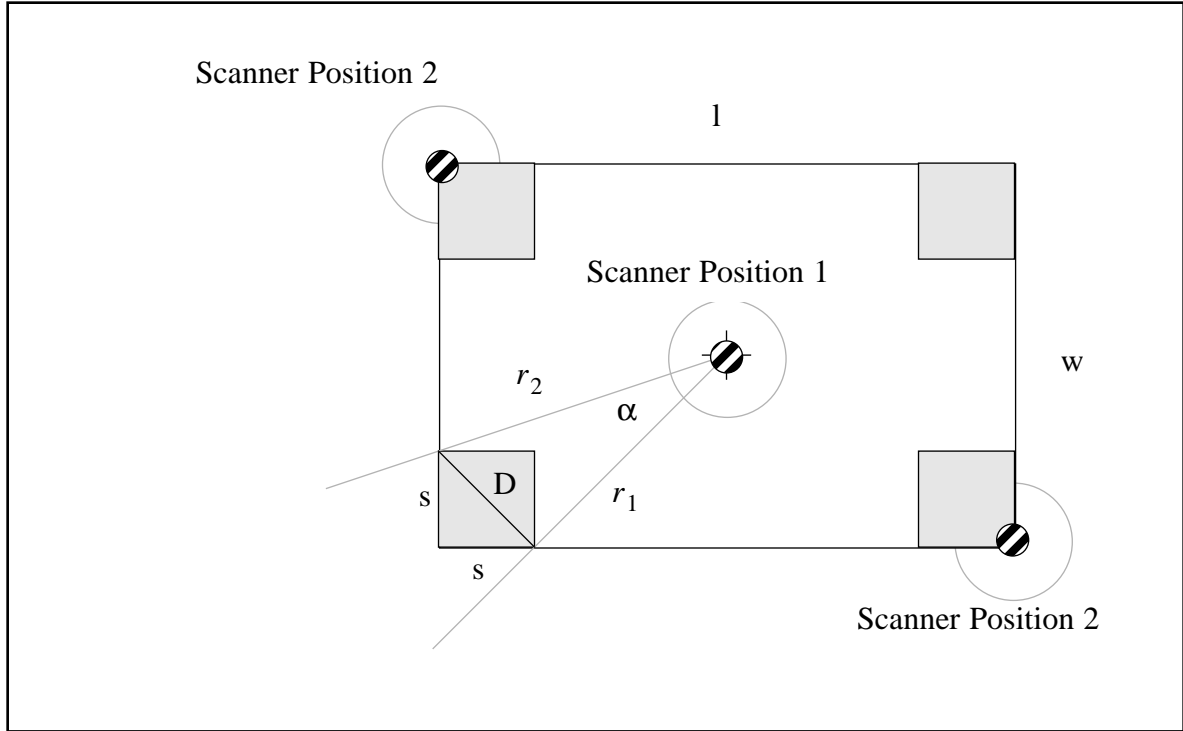 Scanner Position 2
l
Scanner Position 1
w
r2
α
D
s
r1
s
Scanner Position 2